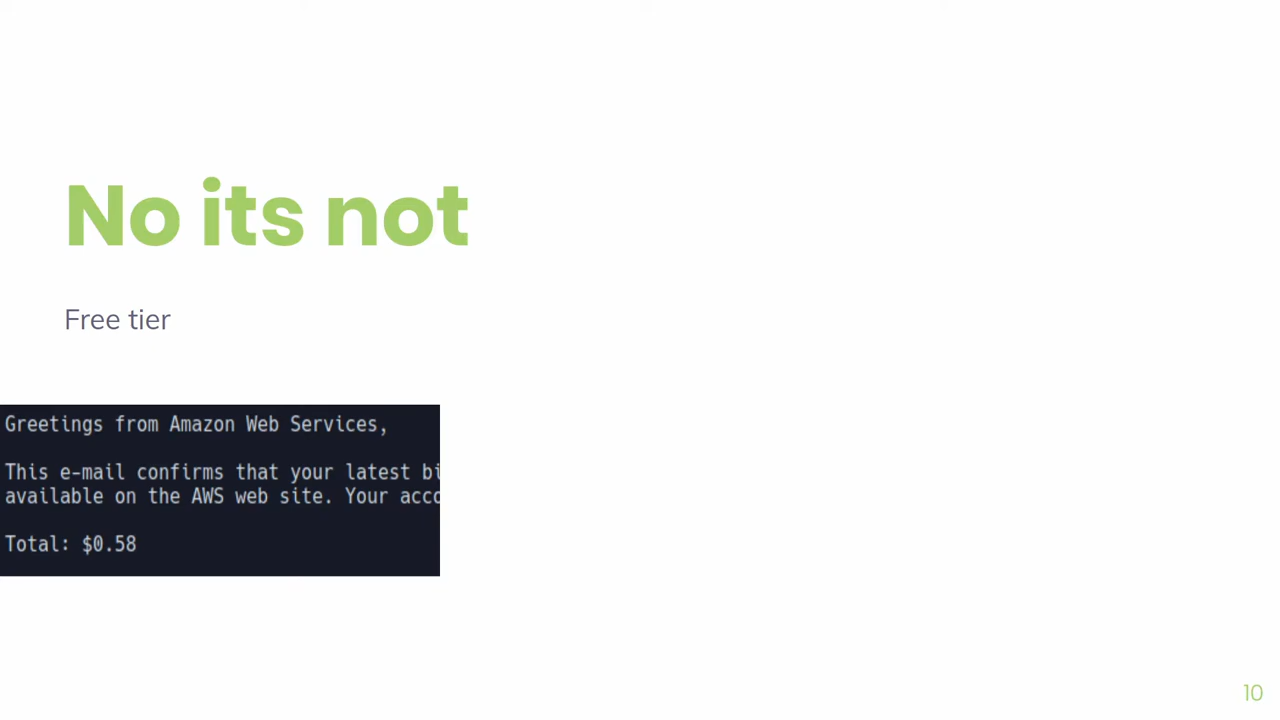 No its not
Free tier
Greetings from Amazon Web Services,
This e-mail confirms that your latest
available on the AWS web site. Your
Total: $0.58
10